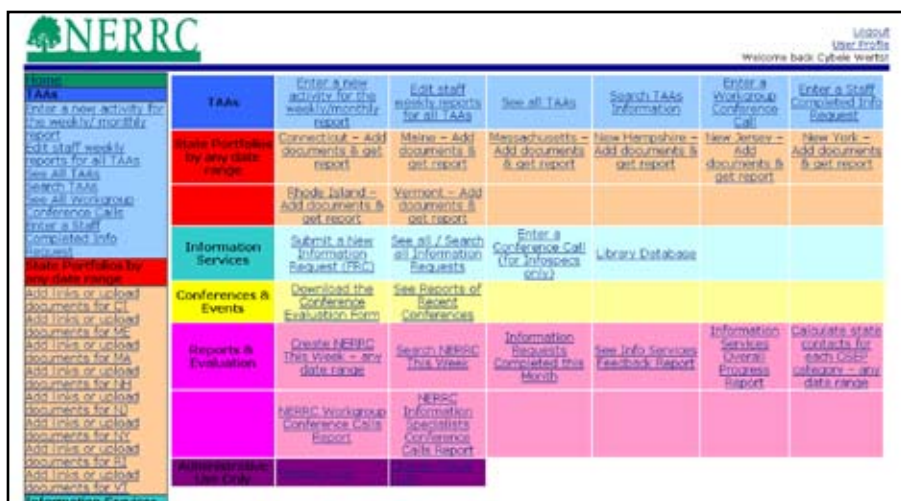 NERRC
Logout
User Profile
Welcome back Cybele Werts!
Home
TAAs
Enter a new activity for
the weekly/monthly
report
Edit staff weekly
reports for all TAAs
See All TAAs
Search TAAs
See All Workgroup
Conference Calls
Enter a Staff
Completed Info
Request
State Portfolios by
any date range
Add links or upload
documents for CT
Add links or upload
documents for ME
Add links or upload
documents for MA
Add links or upload
documents for NH
Add links or upload
documents for NJ
Add links or upload
documents for NY
Add links or upload
documents for RI
Add links or upload
documents for VT
Information Services
TAAs
Enter a new
activity for the
weekly/monthly
report
Edit staff
weekly reports
for all TAAs
See all TAAs
Search TAAs
Information
Enter a
Workgroup
Conference
Call
Enter a Staff
Completed Info
Request
State Portfolios
by any date
range
Connecticut - Add
documents & get
report
Maine - Add
documents &
get report
Massachusetts -
Add documents
& get report
New Hampshire -
Add documents
& get report
New Jersey -
Add
documents &
get report
New York -
Add documents
& get report
Rhode Island -
Add documents &
get report
Vermont - Add
documents &
get report
Information
Services
Submit a New
Information
Request (FRC)
See all / Search
all Information
Requests
Enter a
Conference Call
(for Infospecs
only)
Library Database
Conferences &
Events
Download the
Conference
Evaluation Form
See Reports of
Recent
Conferences
Reports &
Evaluation
Create NERRC
This Week - any
date range
Search NERRC
This Week
Information
Requests
Completed this
Month
See Info Services
Feedback Report
Information
Services
Overall
Progress
Report
Calculate state
contacts for
each OSEP
category - any
date range
NERRC Workgroup
Conference Calls
Report
NERRC
Information
Specialists
Conference
Calls Report
Administrative
Use Only